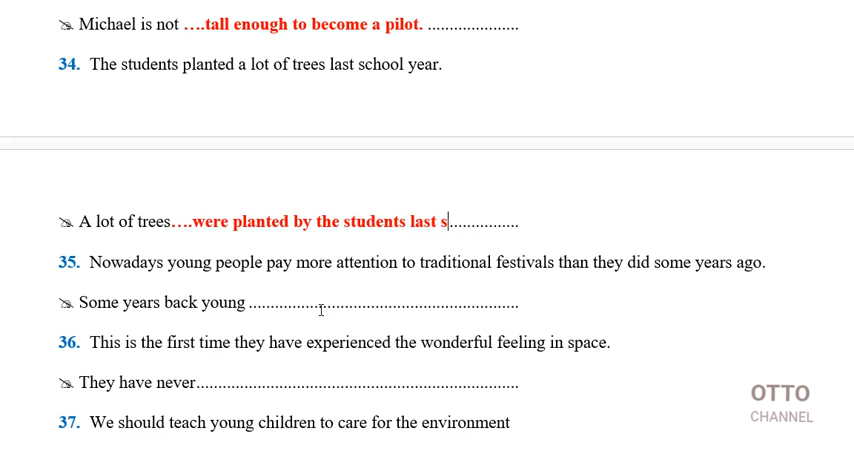 Michael is not ….tall enough to become a pilot. .....................
34. The students planted a lot of trees last school year.
A lot of trees….were planted by the students last s................
35. Nowadays young people pay more attention to traditional festivals than they did some years ago.
Some years back young ..............................................................
36. This is the first time they have experienced the wonderful feeling in space.
They have never..........................................................................
37. We should teach young children to care for the environment
OTTO
CHANNEL